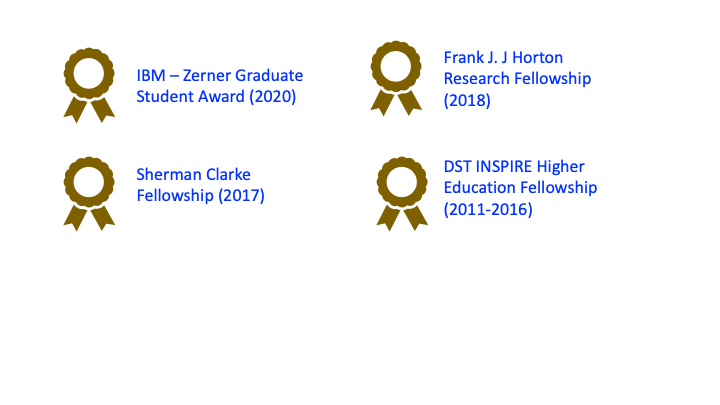 IBM – Zerner Graduate
Student Award (2020)
Frank J. J Horton
Research Fellowship
(2018)
Sherman Clarke
Fellowship (2017)
DST INSPIRE Higher
Education Fellowship
(2011-2016)